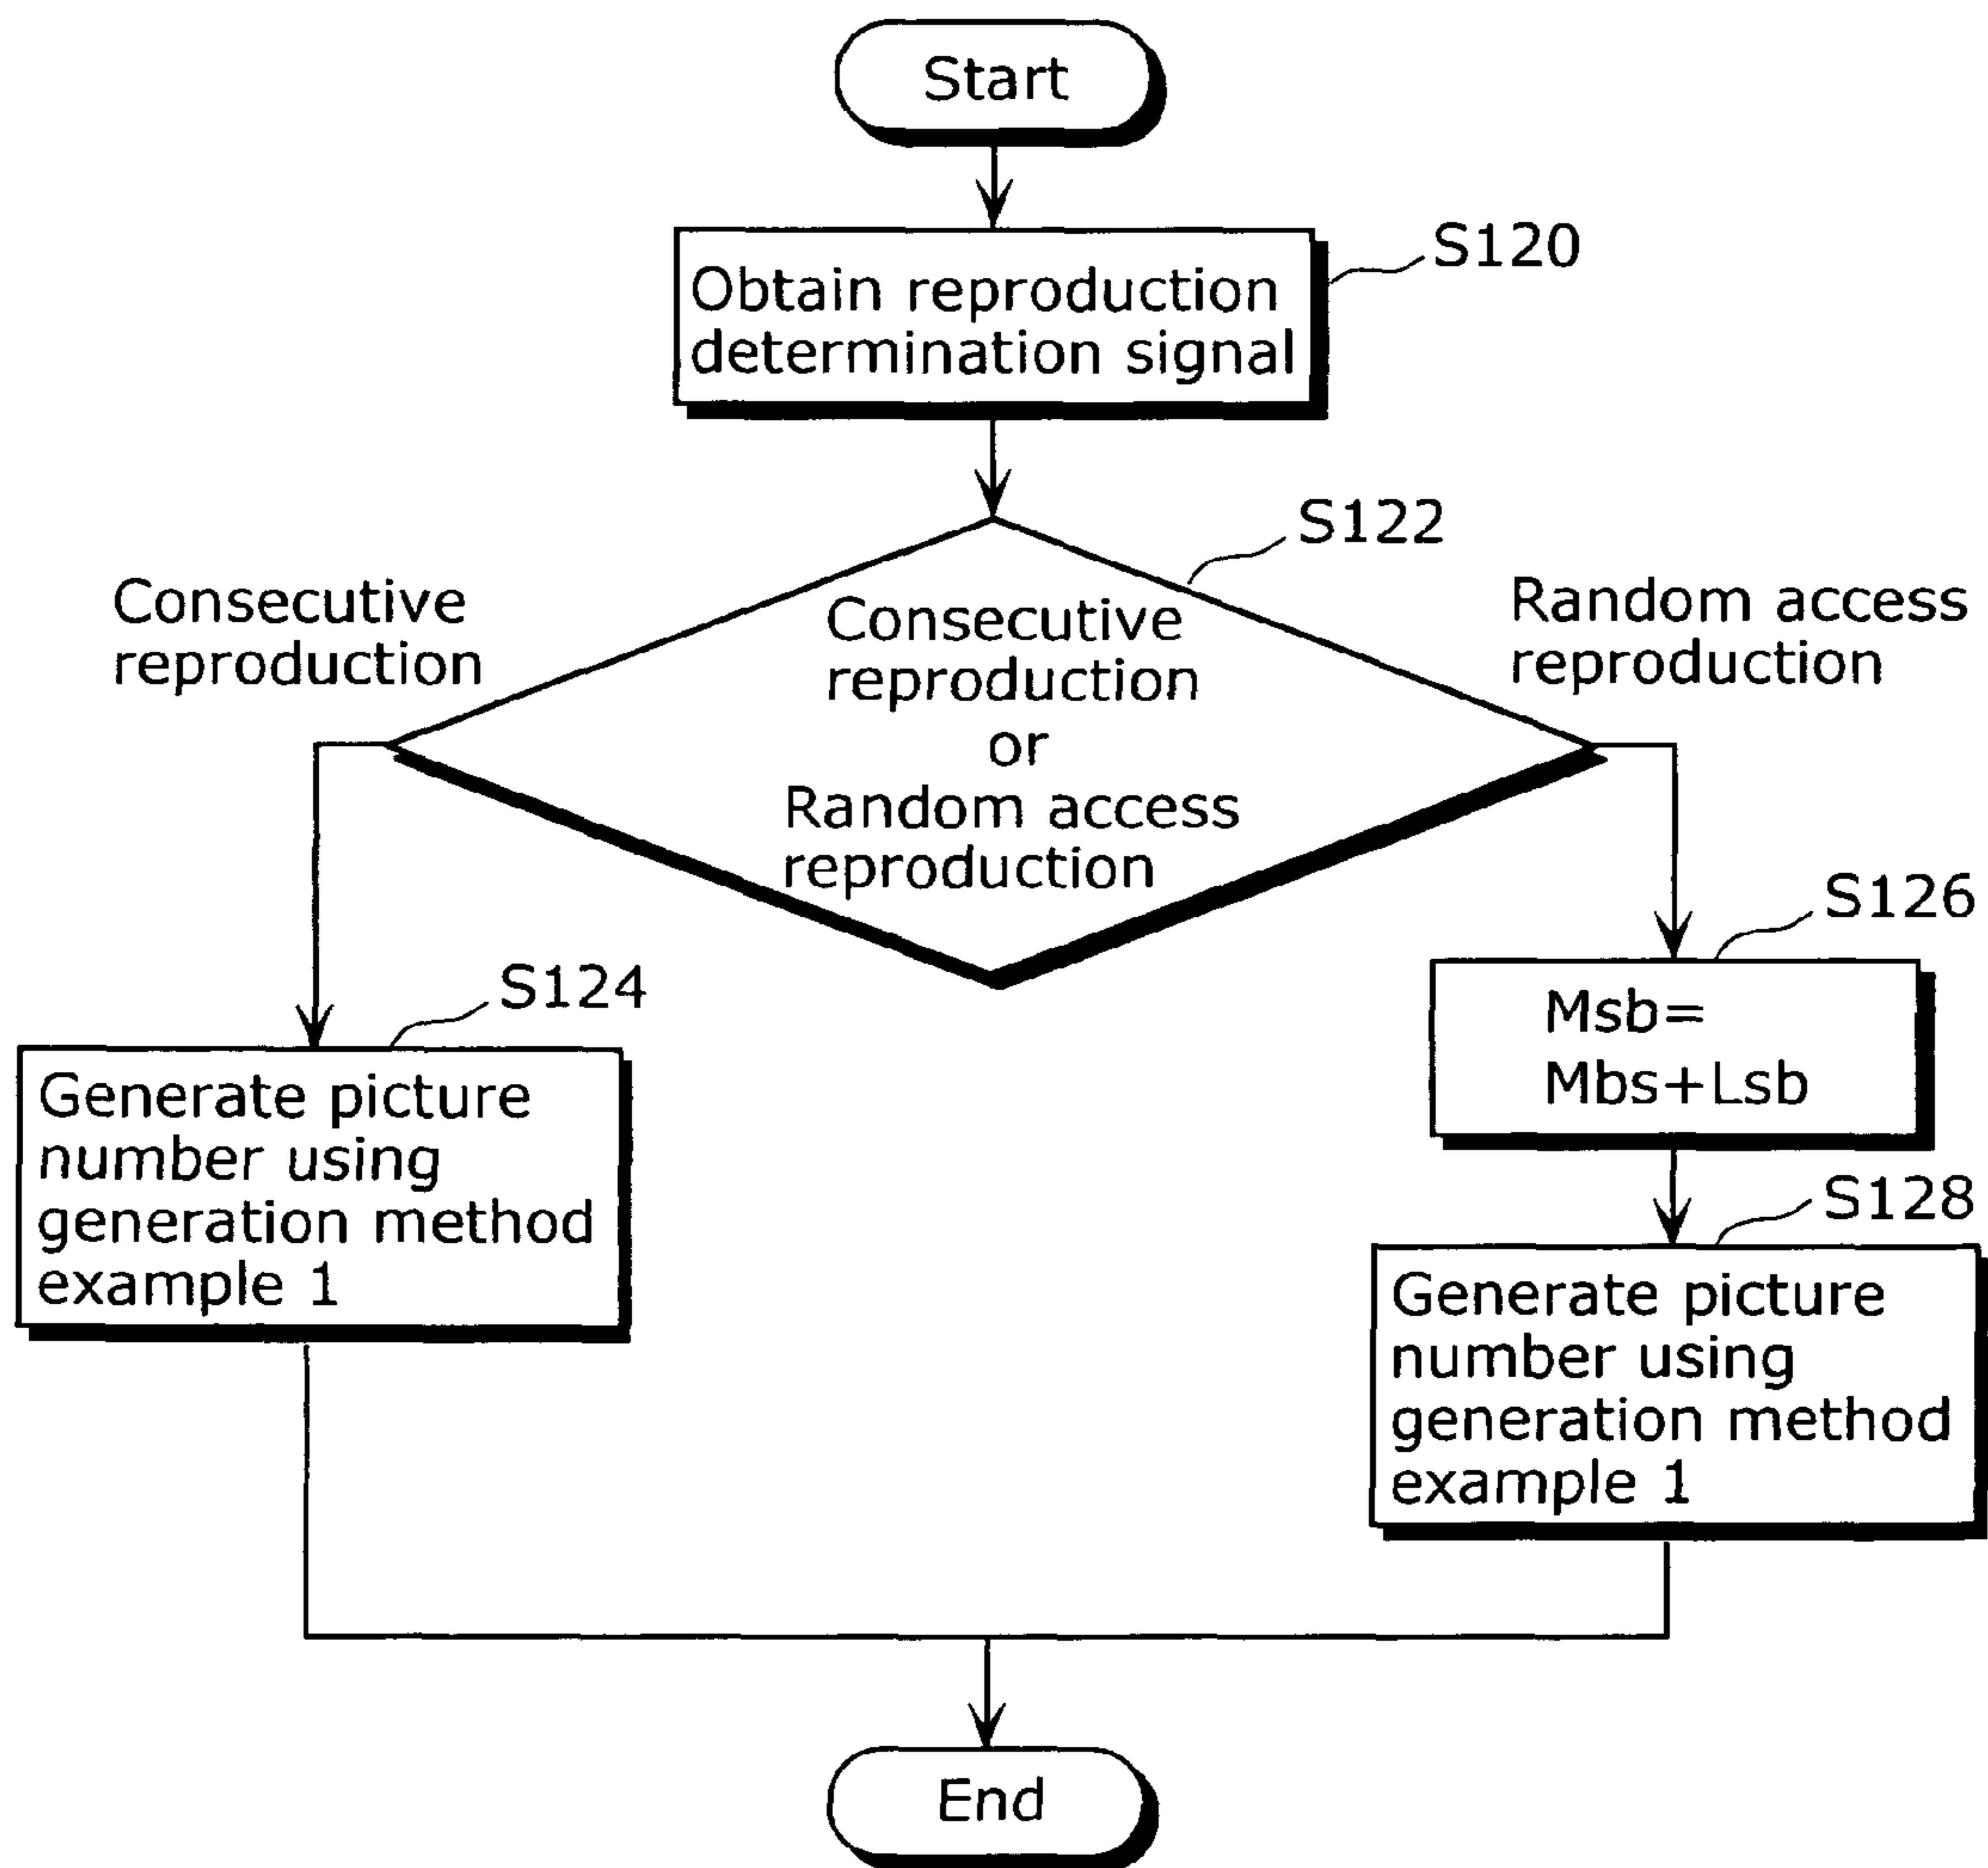 Start
S120
Obtain reproduction
determination signal
S122
Consecutive
reproduction
Consecutive
reproduction
or
Random access
reproduction
Random access
reproduction
S124
Generate picture
number using
generation method
example 1
S126
Msb=
Mbs+Lsb
S128
Generate picture
number using
generation method
example 1
End